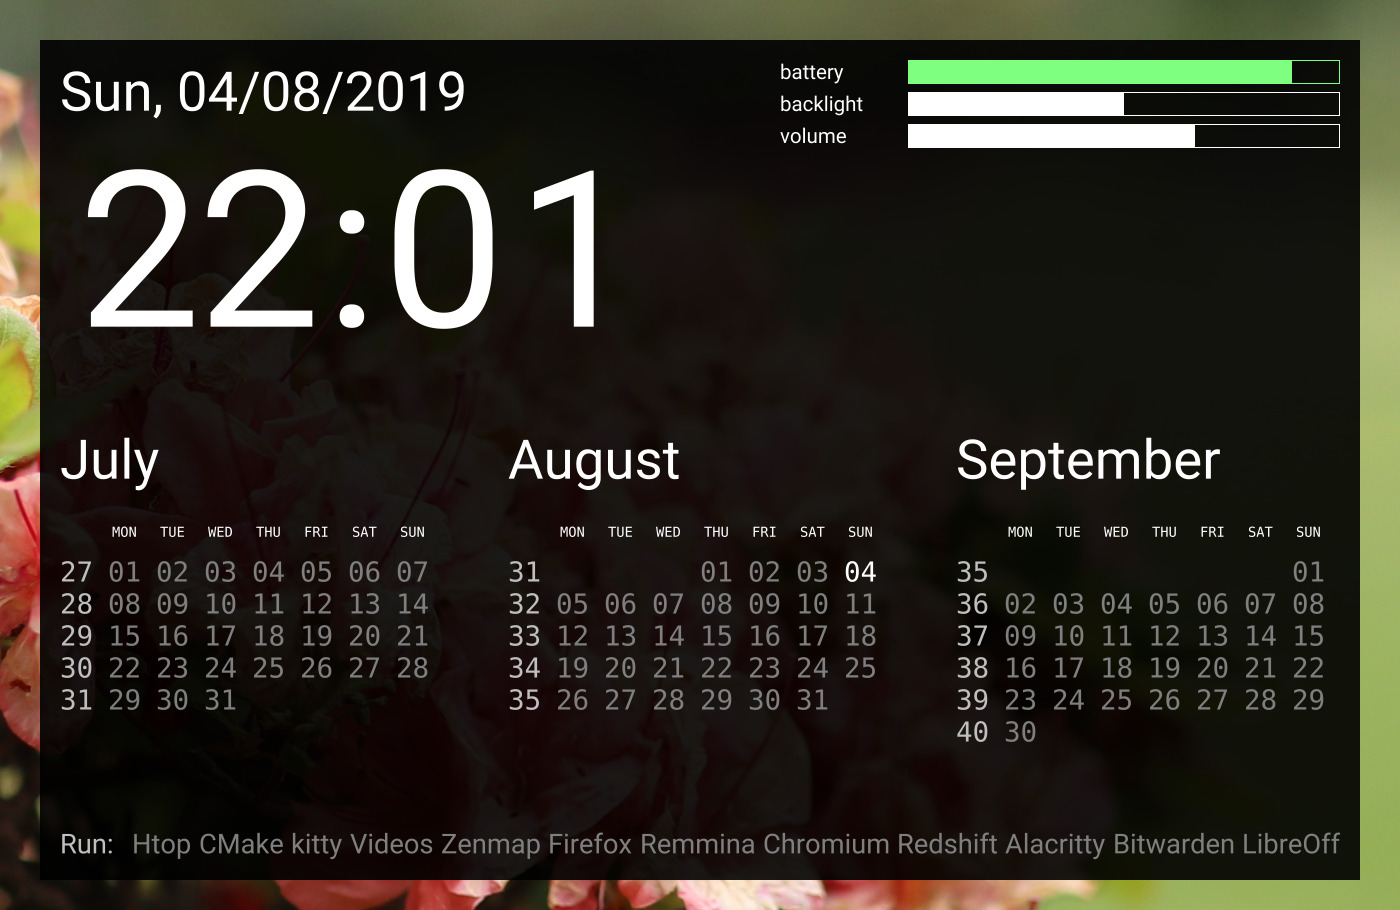 Sun, 04/08/2019
battery
backlight
volume
22:01
July
MON TUE WED THU FRI SAT SUN
27 01 02 03 04 05 06 07
28 08 09 10 11 12 13 14
29 15 16 17 18 19 20 21
30 22 23 24 25 26 27 28
31 29 30 31
August
MON TUE WED THU FRI SAT SUN
31 01 02 03 04
32 05 06 07 08 09 10 11
33 12 13 14 15 16 17 18
34 19 20 21 22 23 24 25
35 26 27 28 29 30 31
September
MON TUE WED THU FRI SAT SUN
35 01
36 02 03 04 05 06 07 08
37 09 10 11 12 13 14 15
38 16 17 18 19 20 21 22
39 23 24 25 26 27 28 29
40 30
Run: Htop CMake kitty Videos Zenmap Firefox Remmina Chromium Redshift Alacritty Bitwarden LibreOff